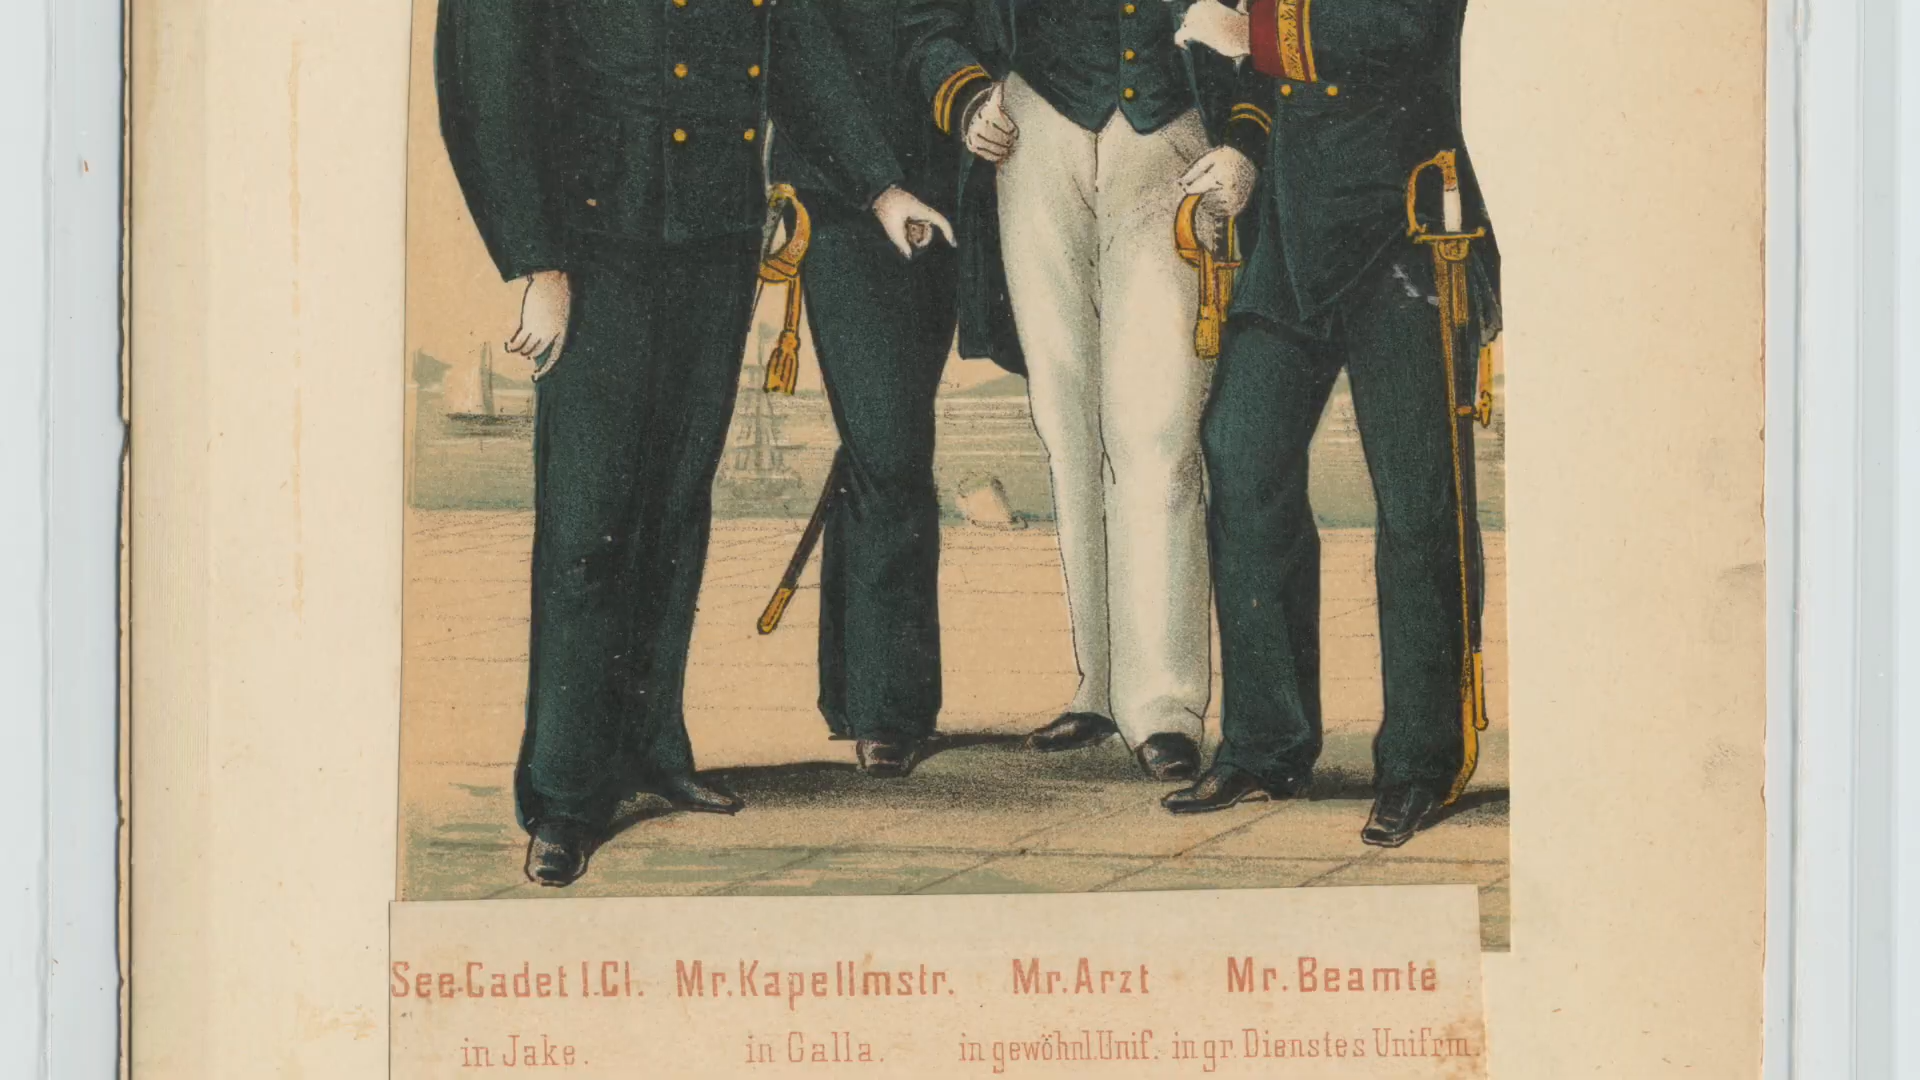 See-Cadet I.Cl. Mr.Kapellmstr. Mr.Arzt Mr.Beamte
in Jake. in Galla. in gewöhnl.Unif. in gr. Dienstes Unifrm.